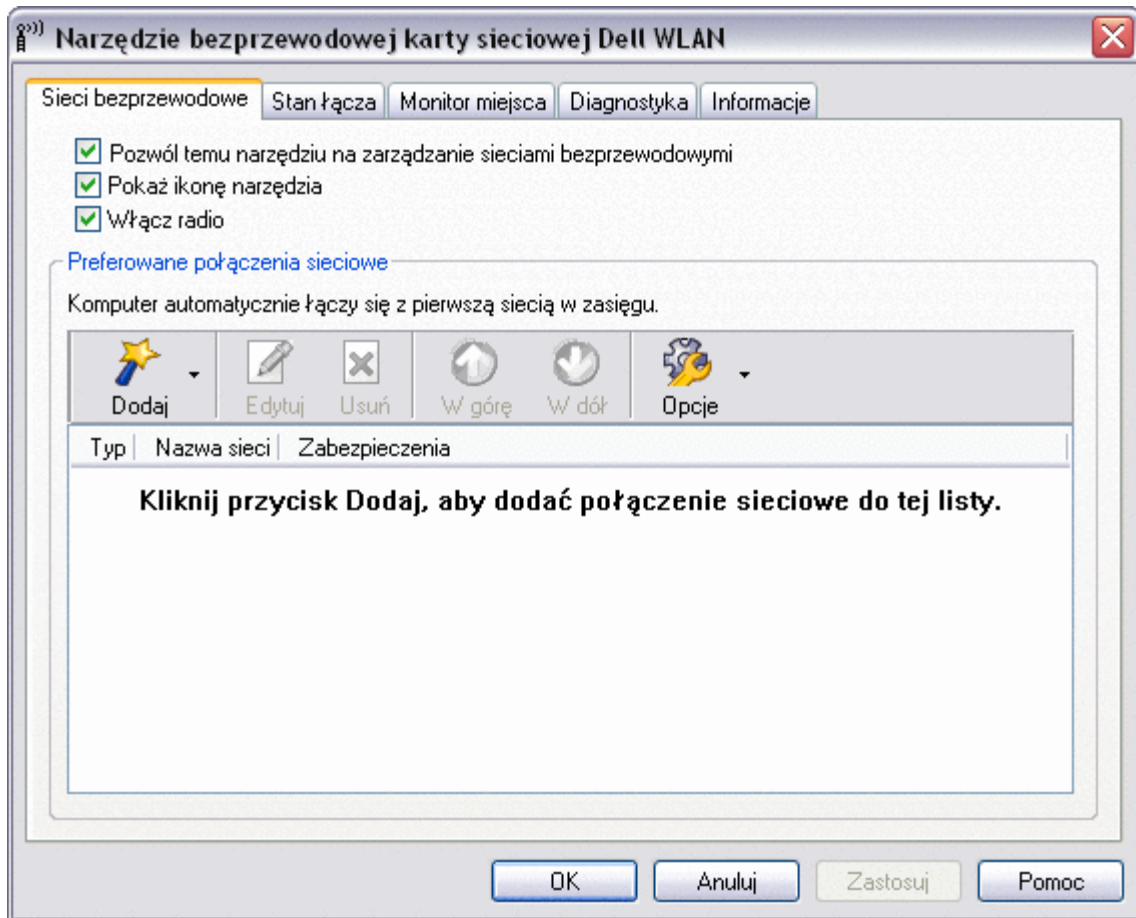 Narzędzie bezprzewodowej karty sieciowej Dell WLAN
Sieci bezprzewodowe Stan łącza Monitor miejsca Diagnostyka Informacje
Pozwól temu narzędziu na zarządzanie sieciami bezprzewodowymi
Pokaż ikonę narzędzia
Włącz radio
Preferowane połączenia sieciowe
Komputer automatycznie łączy się z pierwszą siecią w zasięgu.
Dodaj Edytuj Usuń W górę W dół Opcje
Typ Nazwa sieci Zabezpieczenia
Kliknij przycisk Dodaj, aby dodać połączenie sieciowe do tej listy.
OK Anuluj Zastosuj Pomoc